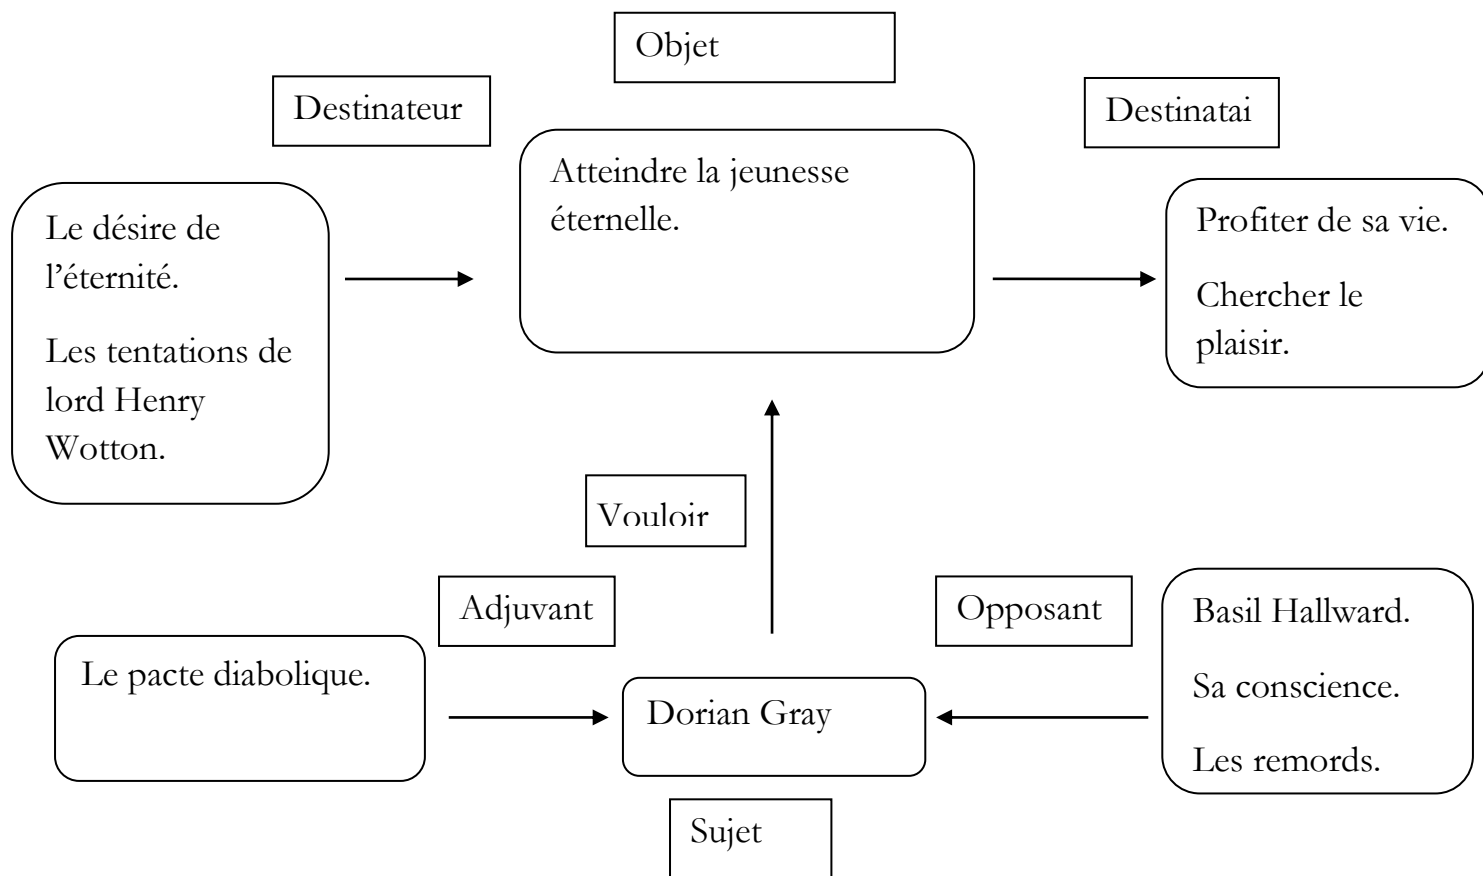 Objet
Destinateur
Destinatai
Atteindre la jeunesse
éternelle.
Le désire de
l’éternité.
Les tentations de
lord Henry
Wotton.
Profiter de sa vie.
Chercher le
plaisir.
Vouloir
Adjuvant
Opposant
Le pacte diabolique.
Dorian Gray
Basil Hallward.
Sa conscience.
Les remords.
Sujet